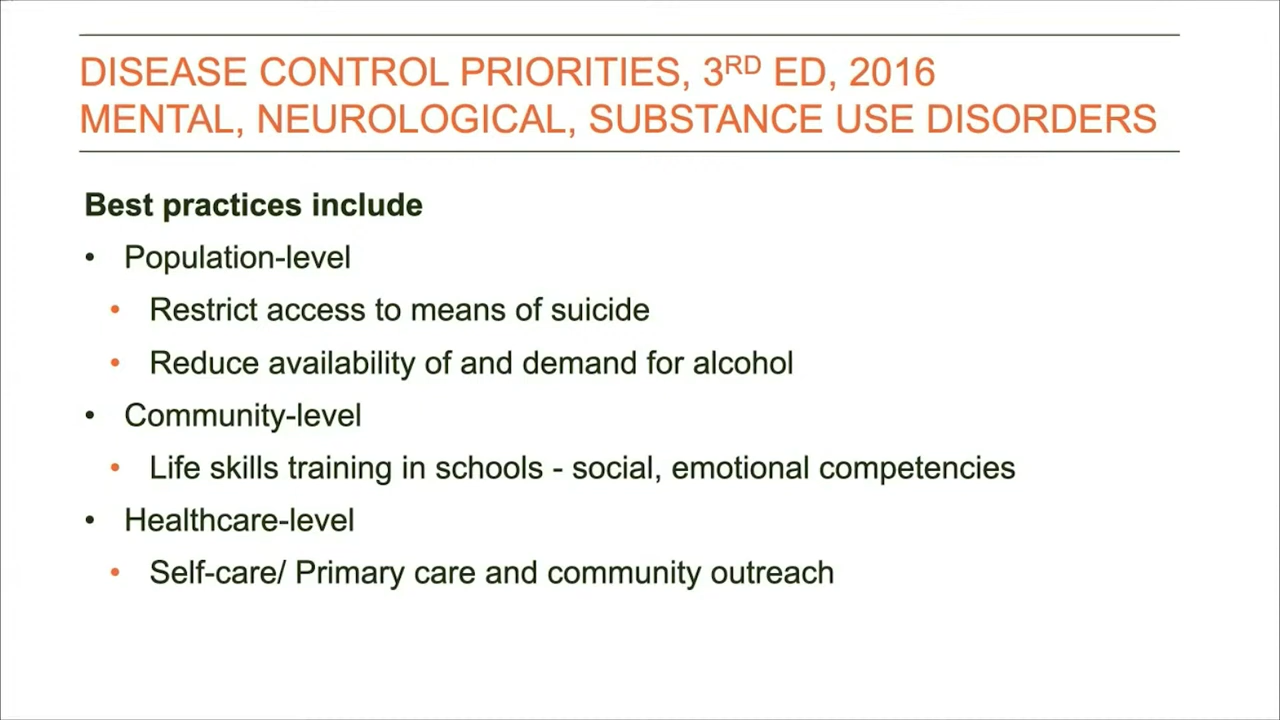 DISEASE CONTROL PRIORITIES, 3RD ED, 2016
MENTAL, NEUROLOGICAL, SUBSTANCE USE DISORDERS
Best practices include
• Population-level
• Restrict access to means of suicide
• Reduce availability of and demand for alcohol
• Community-level
• Life skills training in schools - social, emotional competencies
• Healthcare-level
• Self-care/ Primary care and community outreach